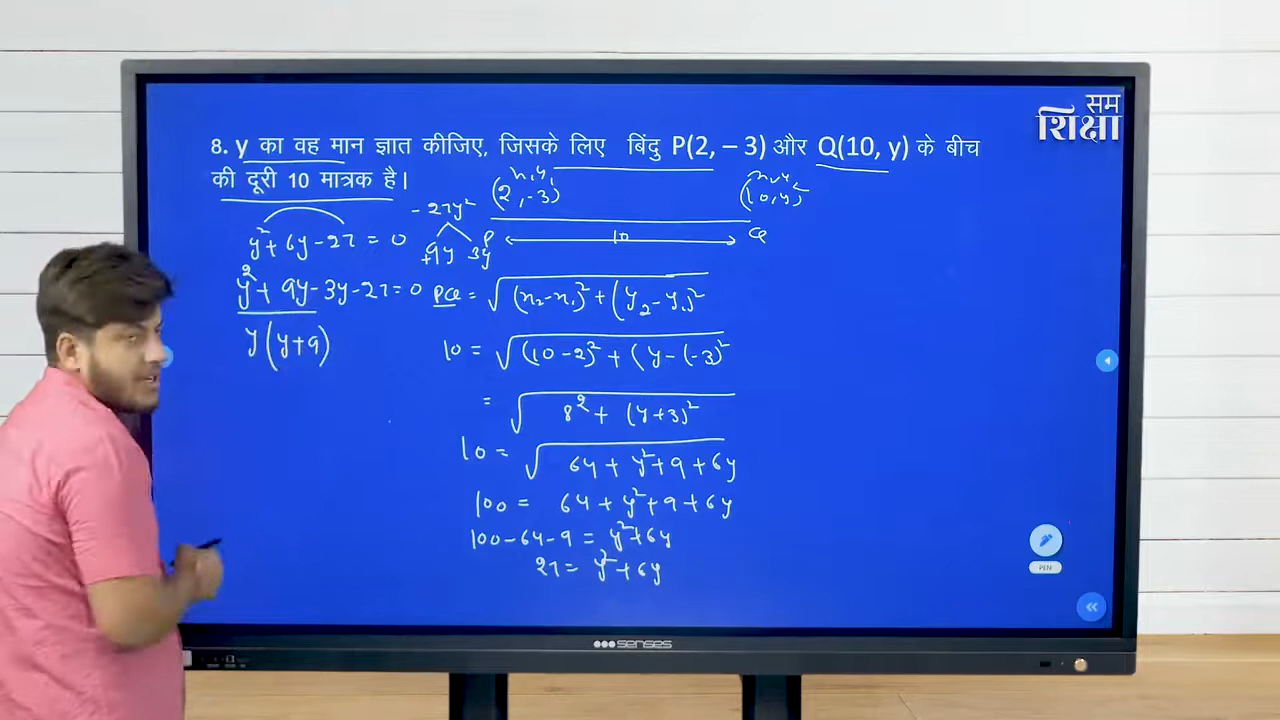 सम
शिक्षा
8. y का वह मान ज्ञात कीजिए, जिसके लिए बिंदु P(2, – 3) और Q(10, y) के बीच
की दूरी 10 मात्रक है।
x₁ y₁
(2, -3)
x₂ y₂
(10, y)
P
10
Q
y² + 6y - 27 = 0
- 27y²
+9y 3y
y² + 9y - 3y - 27 = 0
y(y+9)
PQ = √(x₂-x₁)² + (y₂-y₁)²
10 = √(10-2)² + (y-(-3)²
= √8² + (y+3)²
10 = √64 + y² + 9 + 6y
100 = 64 + y² + 9 + 6y
100-64-9 = y²+6y
27 = y²+6y
PEN
senses